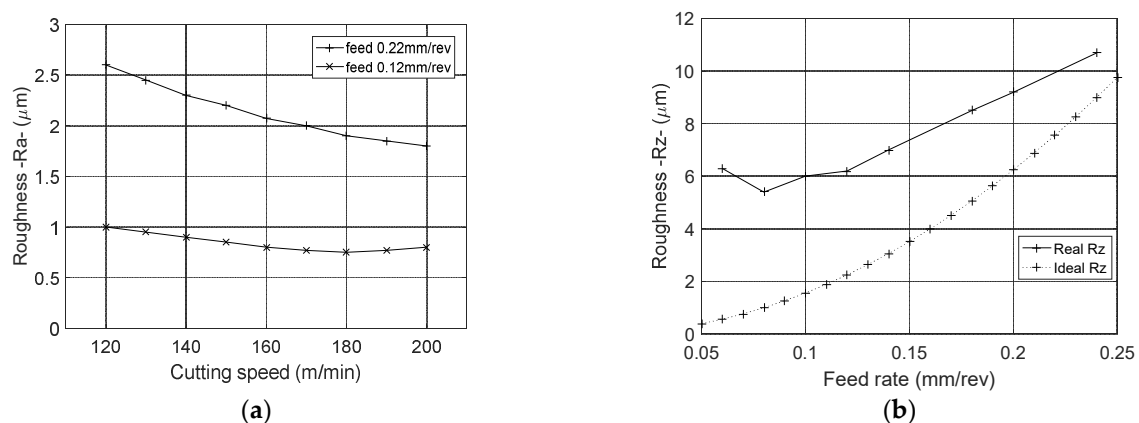 3
2.5
2
1.5
1
0.5
0
120 140 160 180 200
Roughness -Ra- (μm)
Cutting speed (m/min)
feed 0.22mm/rev
feed 0.12mm/rev
(a)
12
10
8
6
4
2
0
0.05 0.1 0.15 0.2 0.25
Roughness -Rz- (μm)
Feed rate (mm/rev)
Real Rz
Ideal Rz
(b)